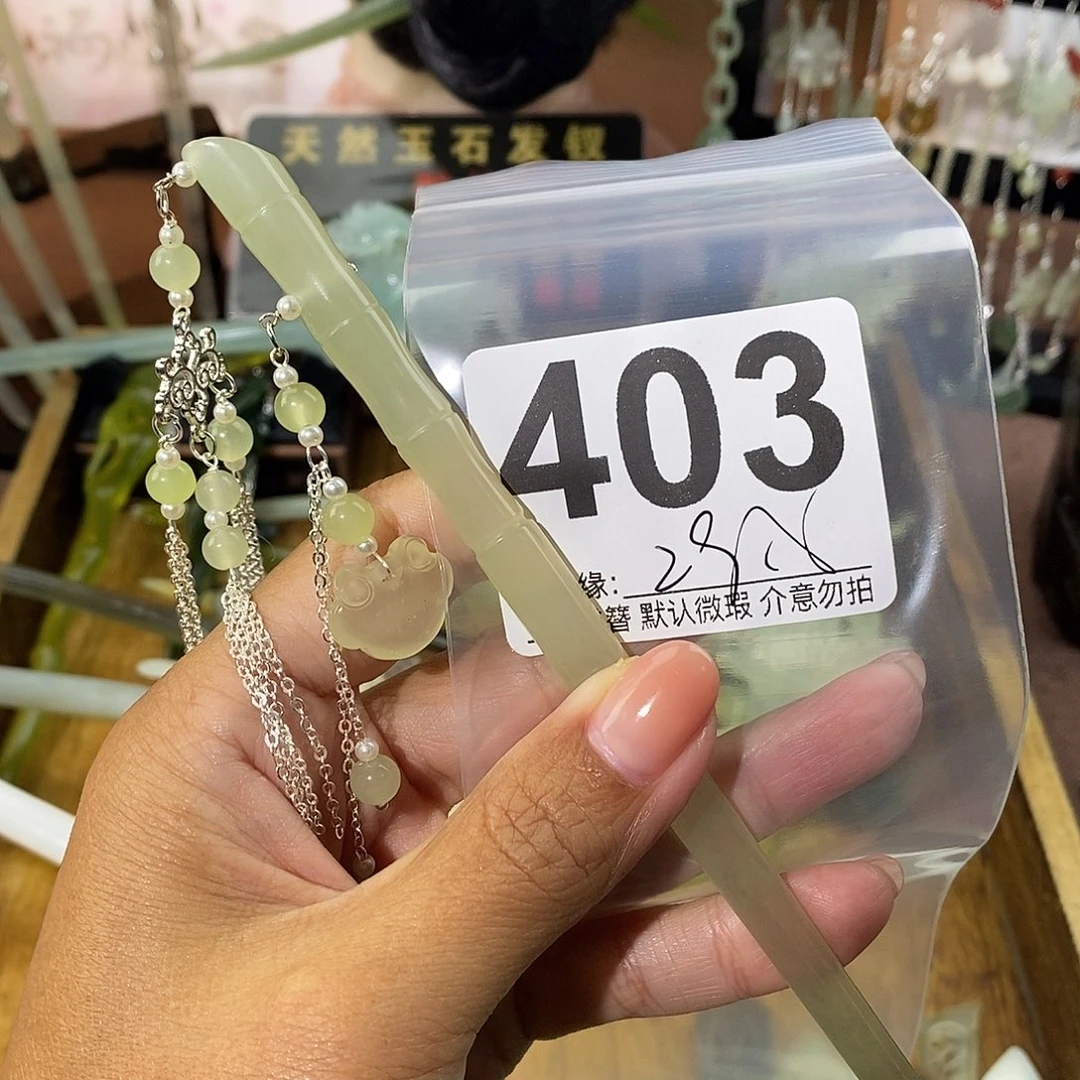 天然玉石发钗
403
缘:
簪 默认微瑕 介意勿拍